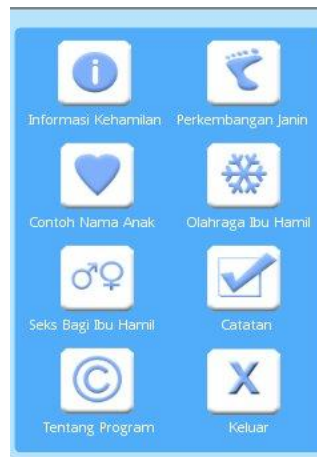 Informasi Kehamilan Perkembangan Janin
Contoh Nama Anak Olahraga Ibu Hamil
Seks Bagi Ibu Hamil Catatan
Tentang Program Keluar